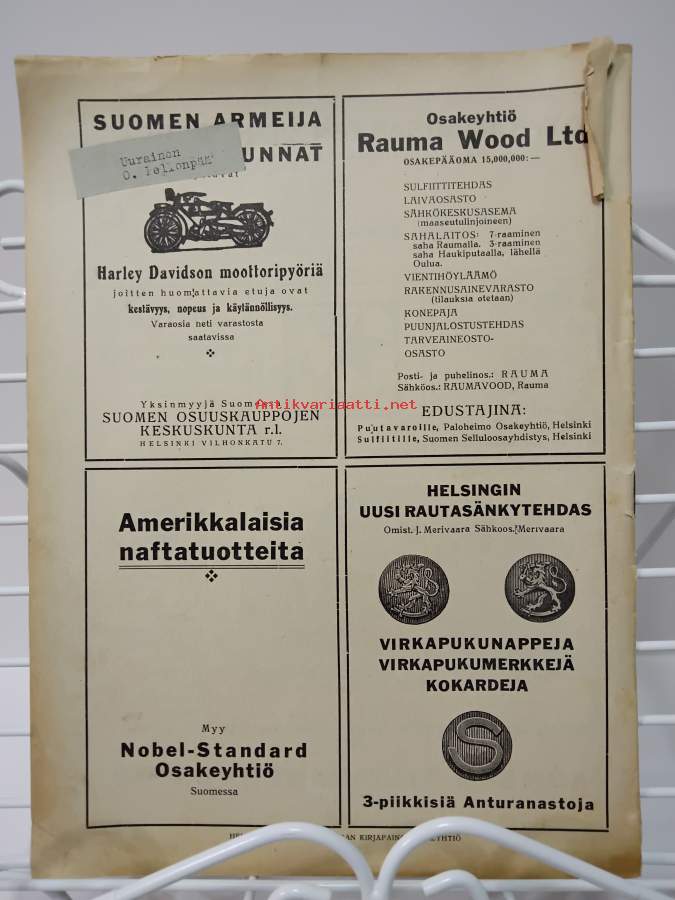 SUOMEN ARMEIJA
UNNAT
Uurainen
O.
Harley Davidson moottoripyöriä
joitten huomattavia etuja ovat
kestävyys, nopeus ja käytännöllisyys.
Varaosia heti varastosta
saatavissa
Yksinmyyjä Suomessa
SUOMEN OSUUSKAUPPOJEN
KESKUSKUNTA r.l.
HELSINKI VILHONKATU 7.
Osakeyhtiö
Rauma Wood Ltd
OSAKEPÄÄOMA 15,000,000: —
SULFIITTITEHDAS
LAIVAOSASTO
SÄHKÖKESKUSASEMA
(maaseutulinjoineen)
SAHALAITOS: 7-raaminen
saha Raumalla. 3-raaminen
saha Haukiputaalla, lähellä
Oulua.
VIENTIHÖYLÄÄMÖ
RAKENNUSAINEVARASTO
(tilauksia otetaan)
KONEPAJA
PUUNJALOSTUSTEHDAS
TARVEAINEOSTO-
OSASTO
Posti- ja puhelinos.: RAUMA
Sähköos.: RAUMAVOOD, Rauma
EDUSTAJINA:
Puutavaroille, Paloheimo Osakeyhtiö, Helsinki
Sulfiitille, Suomen Selluloosayhdistys, Helsinki
Antikvariaatti.net
Amerikkalaisia
naftatuotteita
Myy
Nobel-Standard
Osakeyhtiö
Suomessa
HELSINGIN
UUSI RAUTASÄNKYTEHDAS
Omist. J. Merivaara Sähkoos. Merivaara
VIRKAPUKUNAPPEJA
VIRKAPUKUMERKKEJÄ
KOKARDEJA
S
3-piikkisiä Anturanastoja